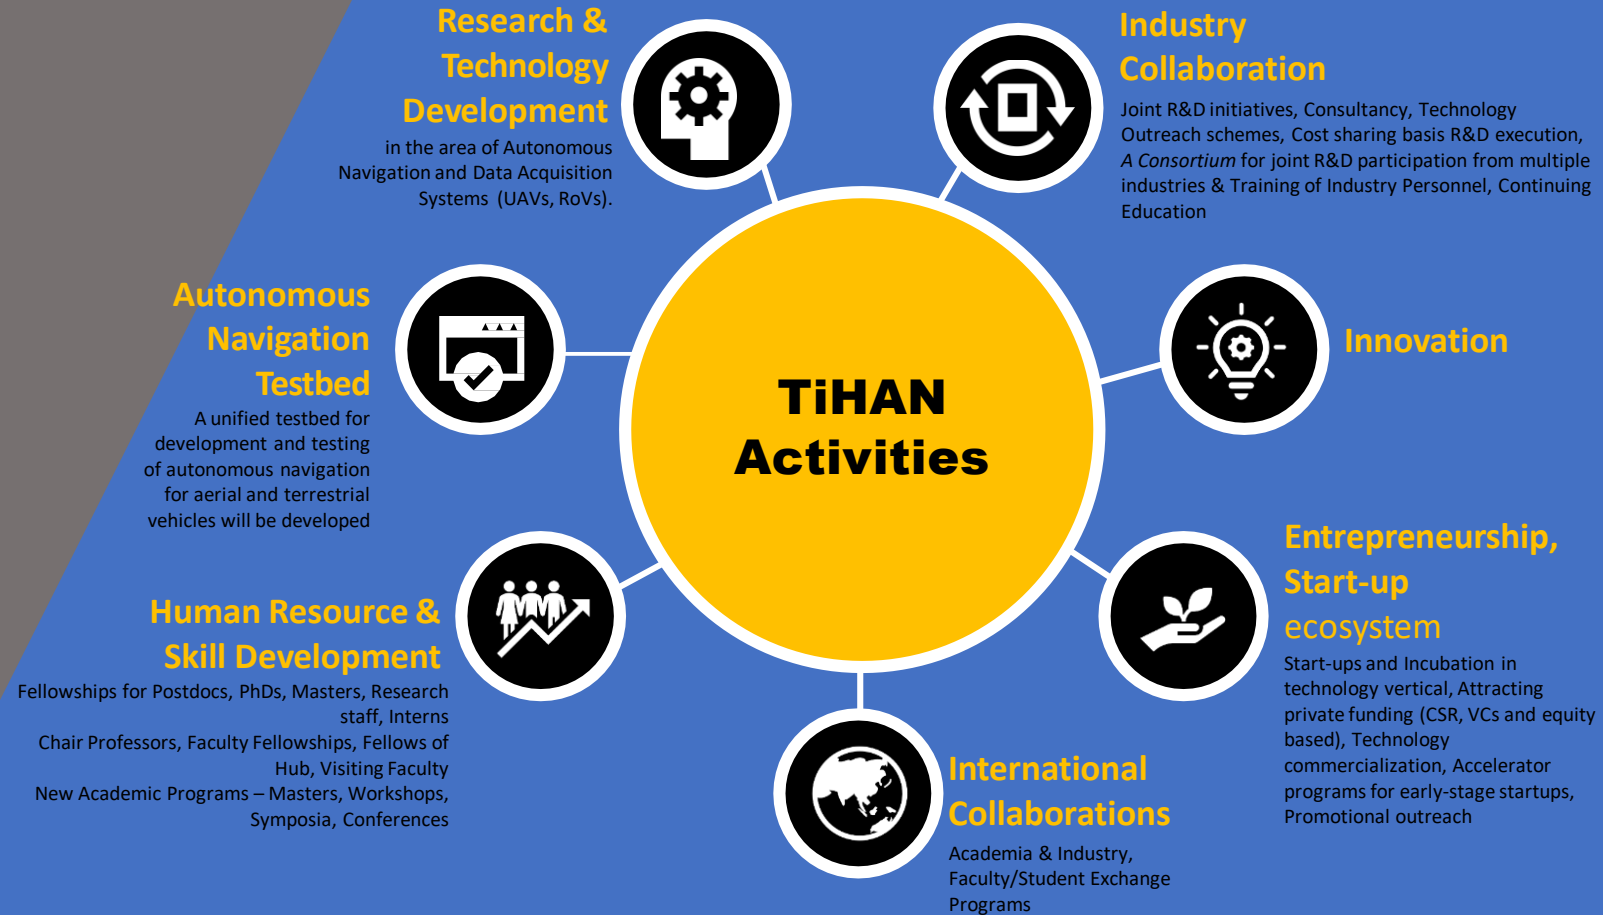 Research &
Technology
Development
in the area of Autonomous
Navigation and Data Acquisition
Systems (UAVs, RoVs).
Industry
Collaboration
Joint R&D initiatives, Consultancy, Technology
Outreach schemes, Cost sharing basis R&D execution,
A Consortium for joint R&D participation from multiple
industries & Training of Industry Personnel, Continuing
Education
Autonomous
Navigation
Testbed
A unified testbed for
development and testing
of autonomous navigation
for aerial and terrestrial
vehicles will be developed
TiHAN
Activities
Innovation
Human Resource &
Skill Development
Fellowships for Postdocs, PhDs, Masters, Research
staff, Interns
Chair Professors, Faculty Fellowships, Fellows of
Hub, Visiting Faculty
New Academic Programs – Masters, Workshops,
Symposia, Conferences
Entrepreneurship,
Start-up
ecosystem
Start-ups and Incubation in
technology vertical, Attracting
private funding (CSR, VCs and equity
based), Technology
commercialization, Accelerator
programs for early-stage startups,
Promotional outreach
International
Collaborations
Academia & Industry,
Faculty/Student Exchange
Programs